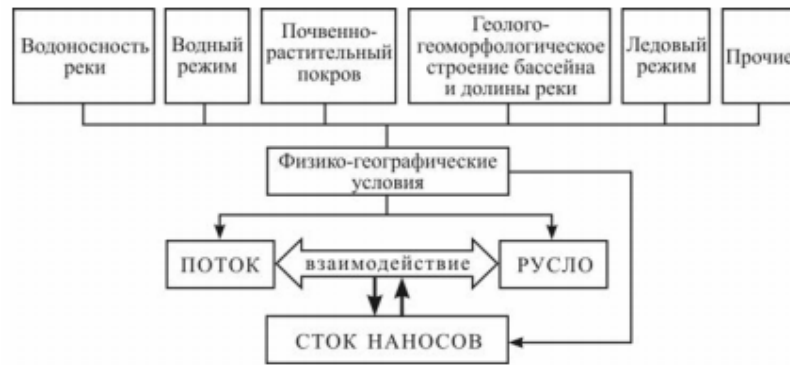 Водоносность
реки
Водный
режим
Почвенно-
растительный
покров
Геолого-
геоморфологическое
строение бассейна
и долины реки
Ледовый
режим
Прочие
Физико-географические
условия
ПОТОК
взаимодействие
РУСЛО
СТОК НАНОСОВ